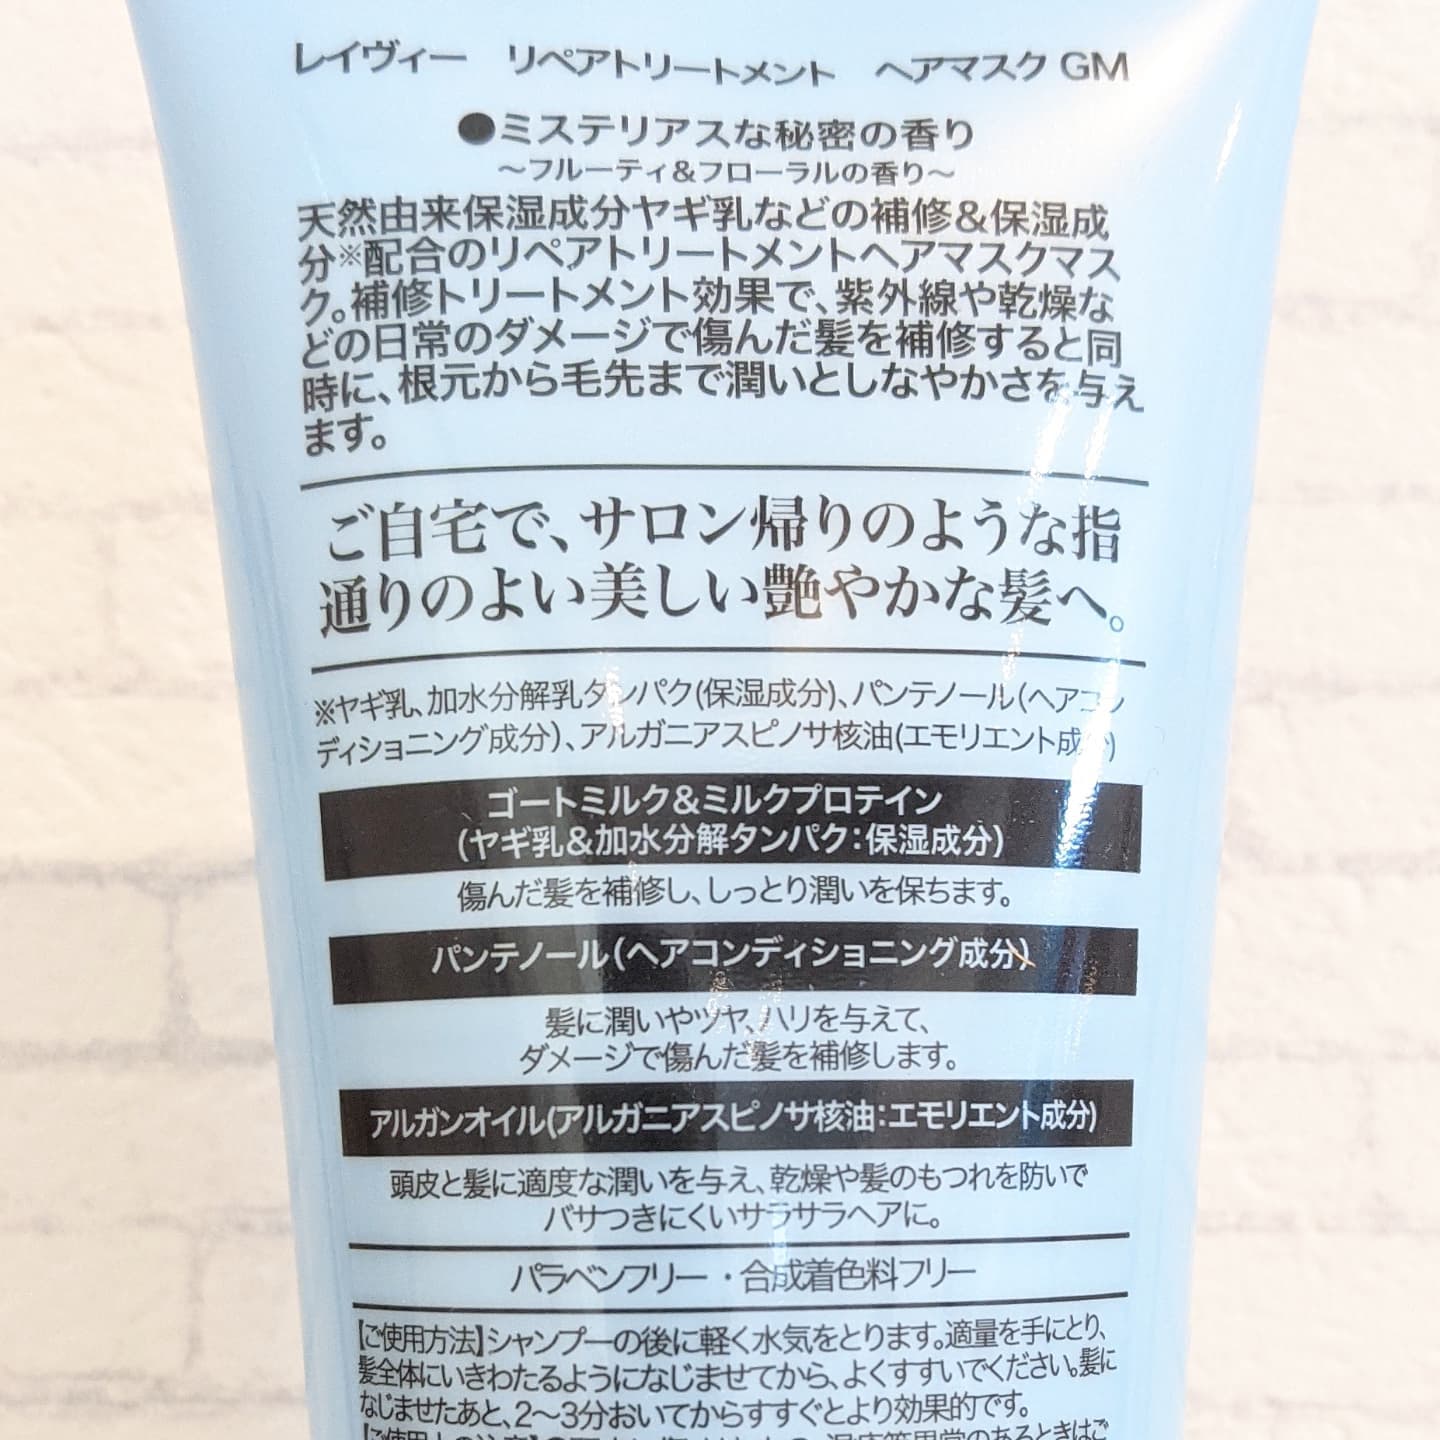 レイヴィー　リペアトリートメント　ヘアマスク GM
●ミステリアスな秘密の香り
～フルーティ&フローラルの香り～
天然由来保湿成分ヤギ乳などの補修&保湿成
分※配合のリペアトリートメントヘアマスクマス
ク。補修トリートメント効果で、紫外線や乾燥な
どの日常のダメージで傷んだ髪を補修すると同
時に、根元から毛先まで潤いとしなやかさを与え
ます。
ご自宅で、サロン帰りのような指
通りのよい美しい艶やかな髪へ。
※ヤギ乳、加水分解乳タンパク(保湿成分)、パンテノール(ヘアコン
ディショニング成分)、アルガニアスピノサ核油(エモリエント成分)
ゴートミルク&ミルクプロテイン
(ヤギ乳&加水分解タンパク：保湿成分)
傷んだ髪を補修し、しっとり潤いを保ちます。
パンテノール(ヘアコンディショニング成分)
髪に潤いやツヤ、ハリを与えて、
ダメージで傷んだ髪を補修します。
アルガンオイル(アルガニアスピノサ核油：エモリエント成分)
頭皮と髪に適度な潤いを与え、乾燥や髪のもつれを防いで
パサつきにくいサラサラヘアに。
パラベンフリー・合成着色料フリー
【ご使用方法】シャンプーの後に軽く水気をとります。適量を手にとり、
髪全体にいきわたるようになじませてから、よくすすいでください。髪に
なじませたあと、2～3分おいてからすすぐとより効果的です。